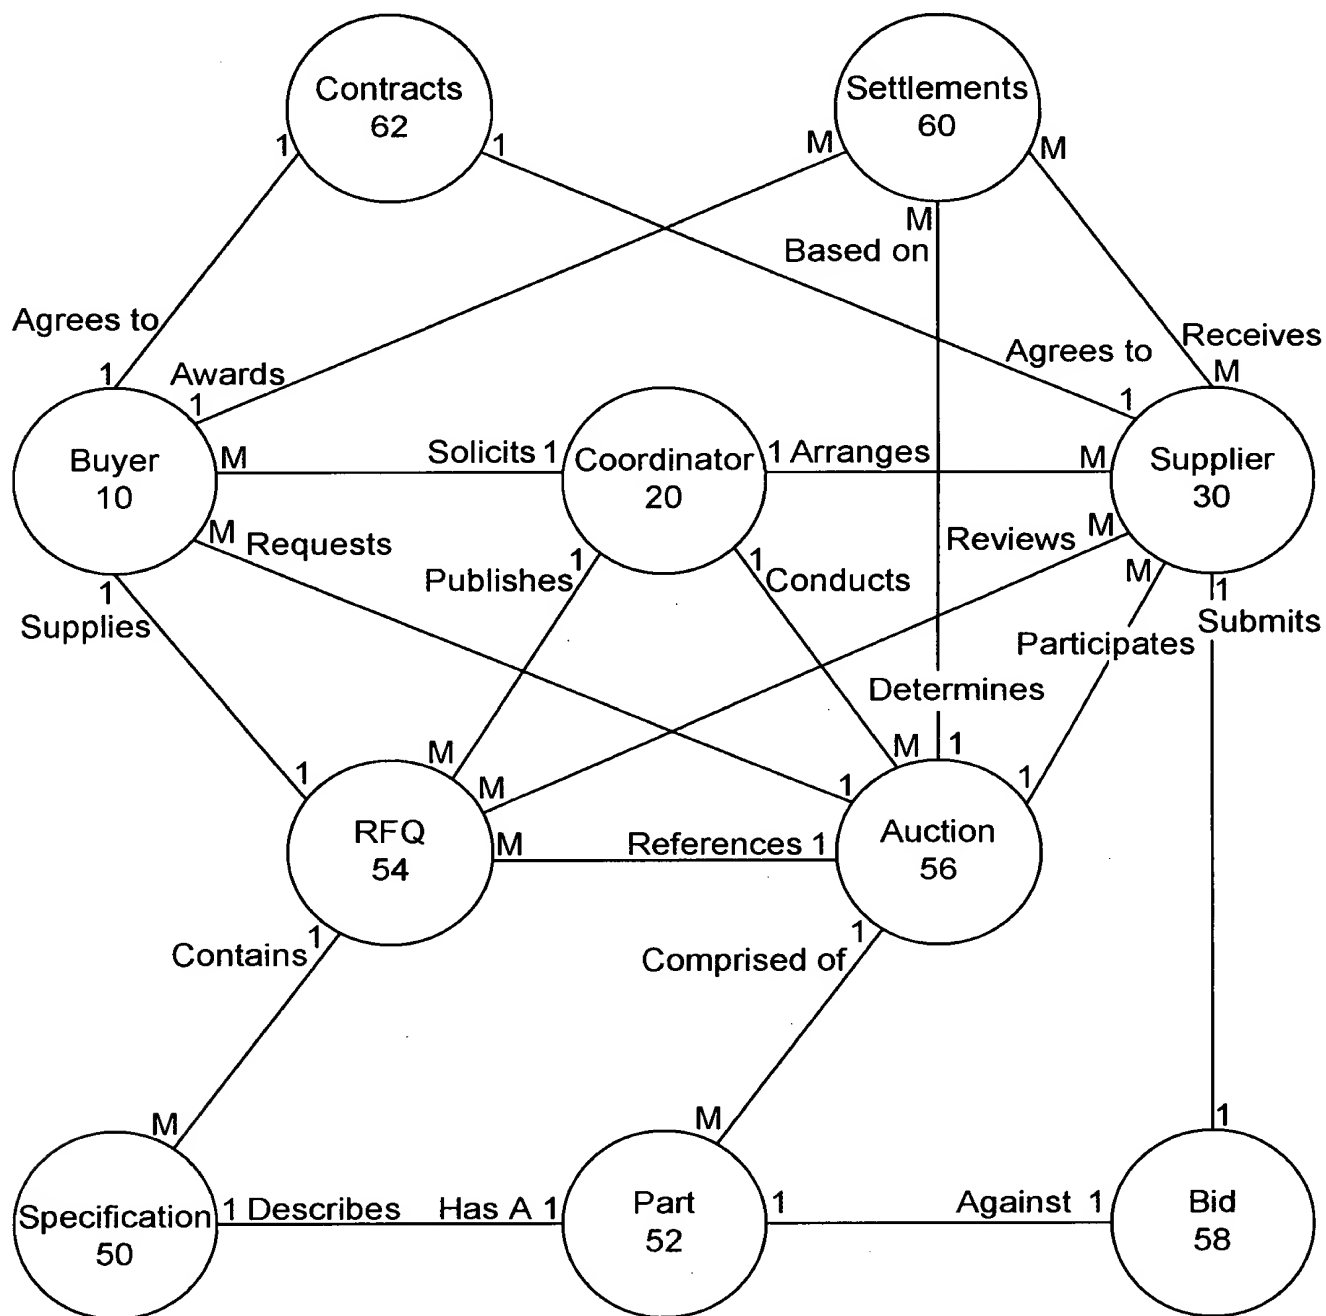 Contracts
62
Settlements
60
1
1
M
M
M
Based on
Agrees to
Agrees to
Receives
1
Awards
1
1
M
Buyer
10
M
Solicits 1
Coordinator
20
1 Arranges
M
Supplier
30
M
Requests
Reviews
M
1
Publishes
1
Conducts
M
1
Supplies
1
Submits
Participates
Determines
M
M
1
1
M
1
1
RFQ
54
M
References 1
Auction
56
Contains
1
Comprised of
1
M
M
1
Specification
50
1 Describes
Has A 1
Part
52
1
Against 1
Bid
58